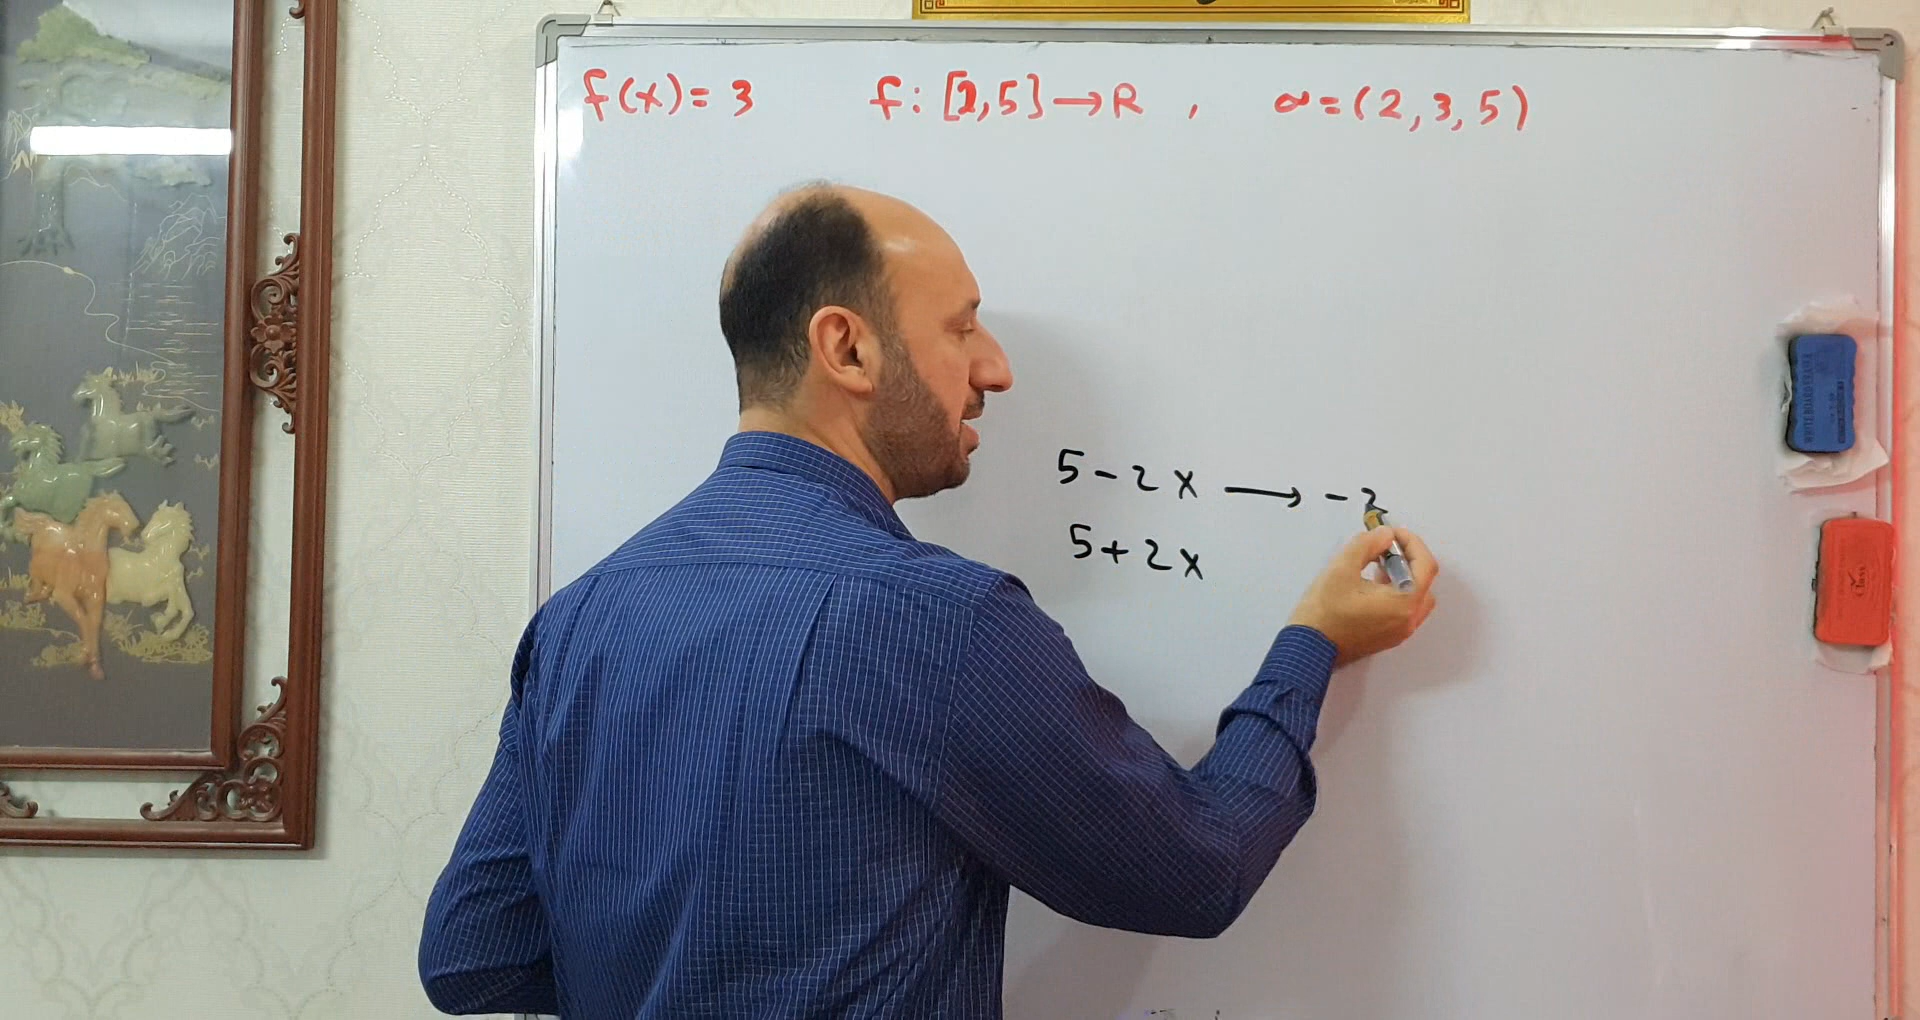 f(x)= 3 f: [2,5] → R , σ=(2,3,5)
5-2x → -2
5+2x